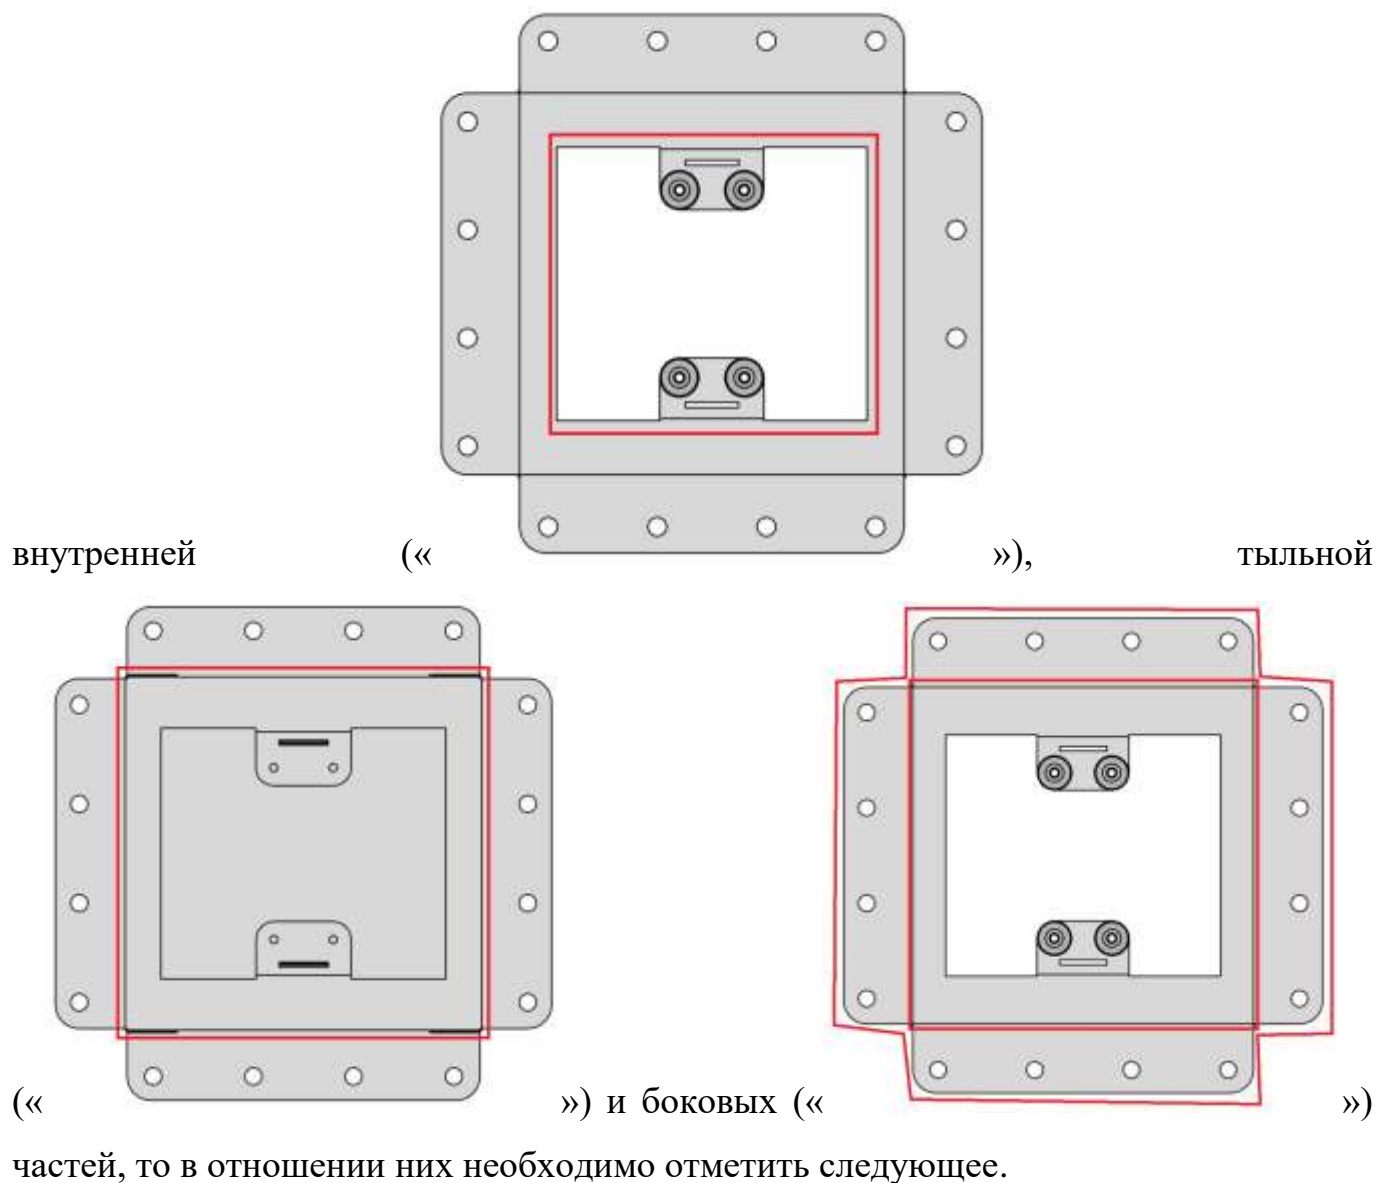 внутренней (« »), тыльной
(« ») и боковых (« »)
частей, то в отношении них необходимо отметить следующее.